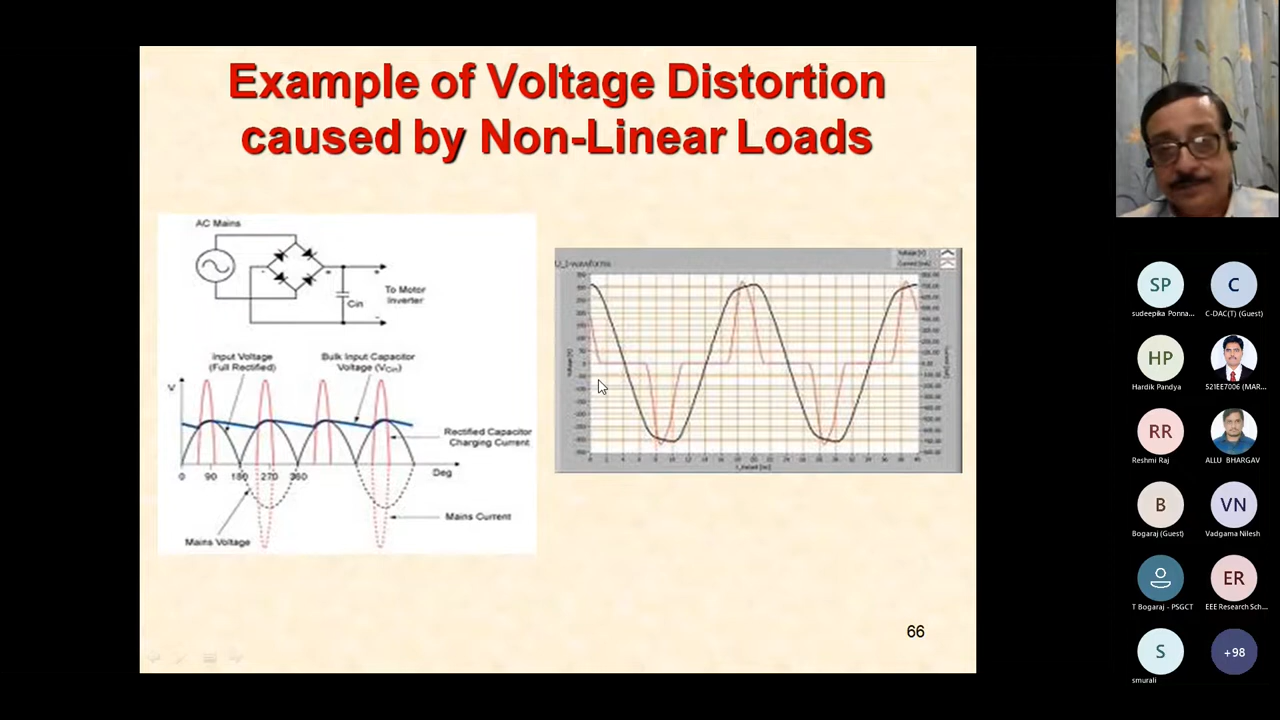 Example of Voltage Distortion
caused by Non-Linear Loads
AC Mains
Cin
To Motor
Inverter
Input Voltage
(Full Rectified)
Bulk Input Capacitor
Voltage (VCin)
V
Rectified Capacitor
Charging Current
0 90 180 270 360
Deg
Mains Current
Mains Voltage
U_I-waveforms
66
SP
sudeepika Ponna...
C
C-DAC(T) (Guest)
HP
Hardik Pandya
521EE7006 (MAR...
RR
Reshmi Raj
ALLU BHARGAV
B
Bogaraj (Guest)
VN
Vadgama Nilesh
T Bogaraj - PSGCT
ER
EEE Research Sch...
S
smurali
+98